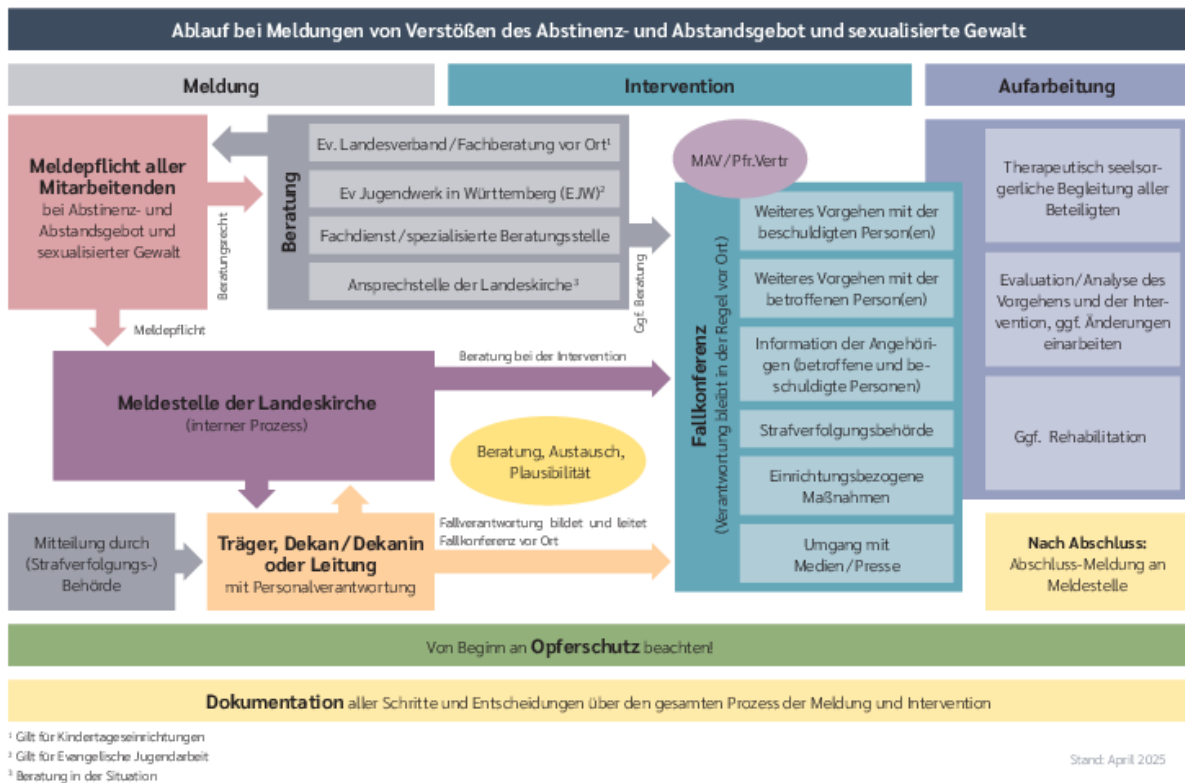 Ablauf bei Meldungen von Verstößen des Abstinenz- und Abstandsgebot und sexualisierte Gewalt
Meldung
Intervention
Aufarbeitung
Meldepflicht aller
Mitarbeitenden
bei Abstinenz- und
Abstandsgebot und
sexualisierter Gewalt
Beratungsrecht
Meldepflicht
Beratung
Ev. Landesverband/Fachberatung vor Ort¹
Ev Jugendwerk in Württemberg (EJW)²
Fachdienst/spezialisierte Beratungsstelle
Ansprechstelle der Landeskirche³
Ggf. Beratung
MAV/Pfr.Vertr
Fallkonferenz
(Verantwortung bleibt in der Regel vor Ort)
Weiteres Vorgehen mit der
beschuldigten Person(en)
Weiteres Vorgehen mit der
betroffenen Person(en)
Information der Angehöri-
gen (betroffene und be-
schuldigte Personen)
Strafverfolgungsbehörde
Einrichtungsbezogene
Maßnahmen
Umgang mit
Medien/Presse
Therapeutisch seelsor-
gerliche Begleitung aller
Beteiligten
Evaluation/Analyse des
Vorgehens und der Inter-
vention, ggf. Änderungen
einarbeiten
Ggf. Rehabilitation
Meldestelle der Landeskirche
(interner Prozess)
Beratung bei der Intervention
Beratung, Austausch,
Plausibilität
Mitteilung durch
(Strafverfolgungs-)
Behörde
Träger, Dekan/Dekanin
oder Leitung
mit Personalverantwortung
Fallverantwortung bildet und leitet
Fallkonferenz vor Ort
Nach Abschluss:
Abschluss-Meldung an
Meldestelle
Von Beginn an Opferschutz beachten!
Dokumentation aller Schritte und Entscheidungen über den gesamten Prozess der Meldung und Intervention
¹ Gilt für Kindertageseinrichtungen
² Gilt für Evangelische Jugendarbeit
³ Beratung in der Situation
Stand: April 2025